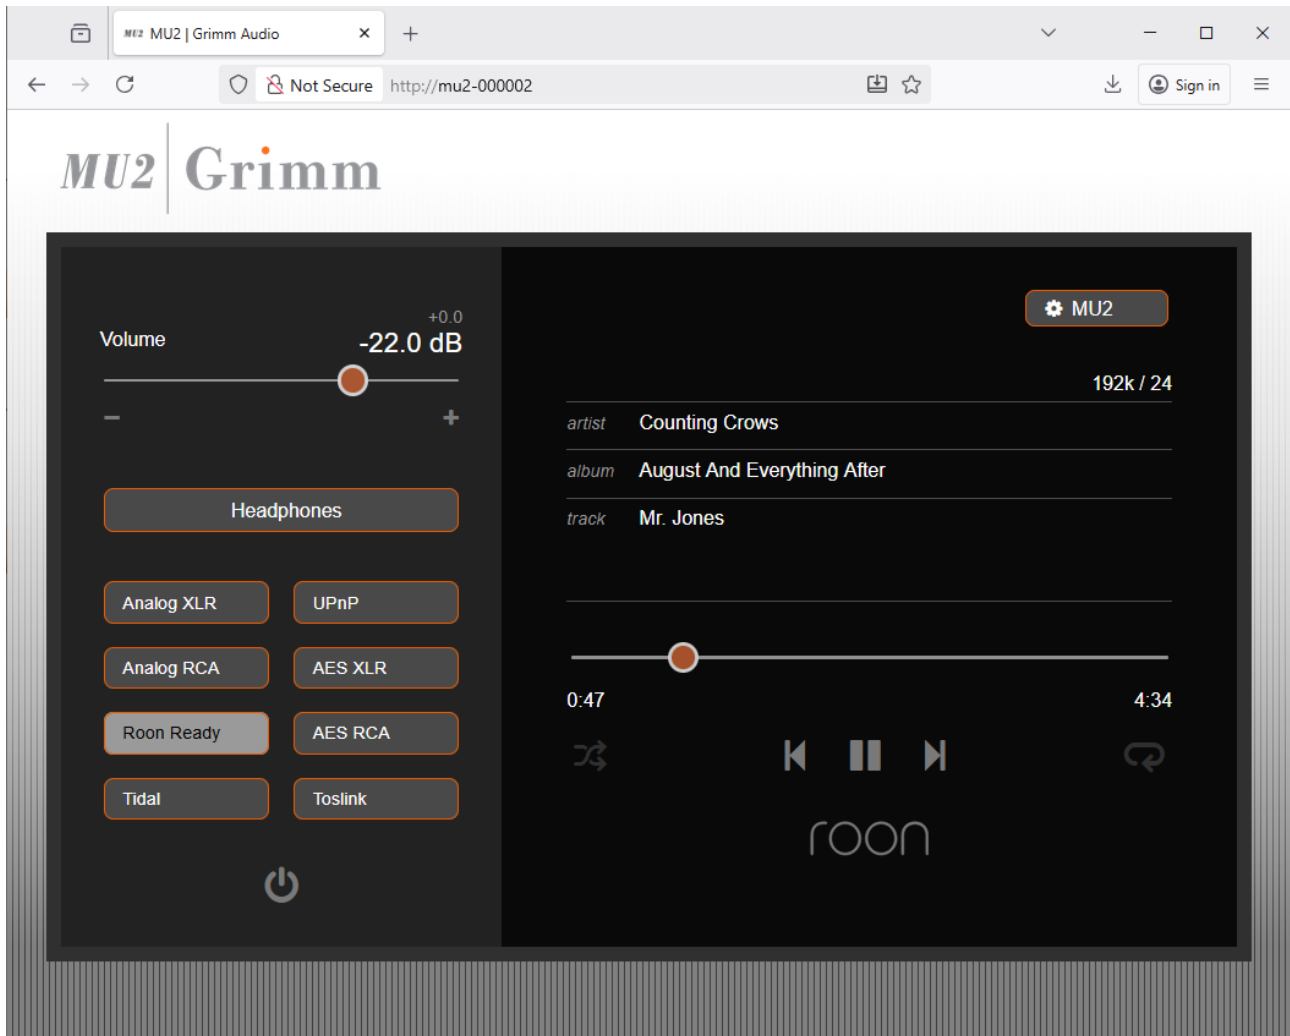 MU2 MU2 | Grimm Audio
Not Secure http://mu2-000002
Sign in
MU2 Grimm
+0.0
Volume -22.0 dB
Headphones
Analog XLR UPnP
Analog RCA AES XLR
Roon Ready AES RCA
Tidal Toslink
MU2
192k / 24
artist Counting Crows
album August And Everything After
track Mr. Jones
0:47 4:34
roon